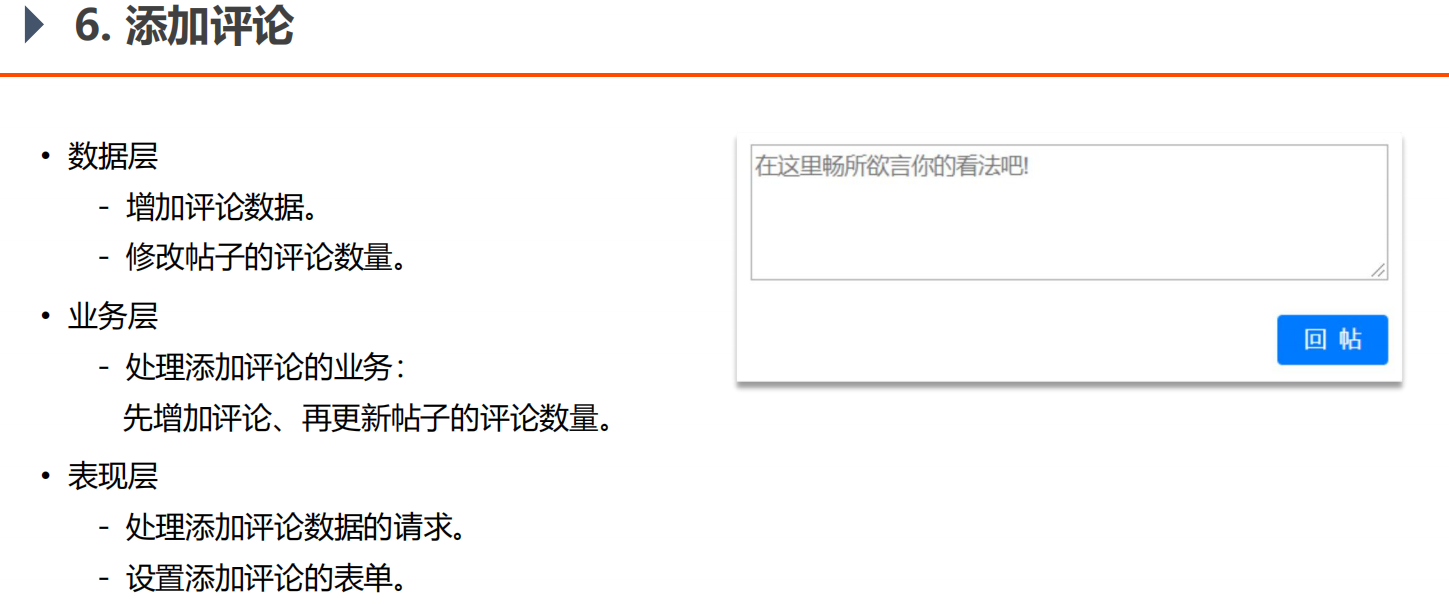 6. 添加评论
• 数据层
- 增加评论数据。
- 修改帖子的评论数量。
• 业务层
- 处理添加评论的业务：
先增加评论、再更新帖子的评论数量。
• 表现层
- 处理添加评论数据的请求。
- 设置添加评论的表单。
在这里畅所欲言你的看法吧!
回 帖